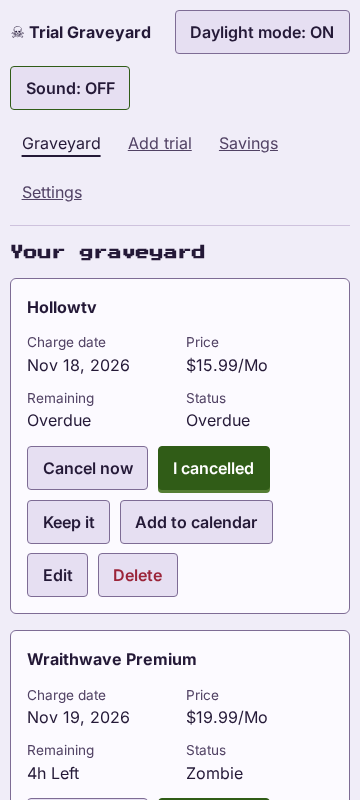 ☠ Trial Graveyard
Daylight mode: ON
Sound: OFF
Graveyard
Add trial
Savings
Settings
Your graveyard
Hollowtv
Charge date
Price
Nov 18, 2026
$15.99/Mo
Remaining
Status
Overdue
Overdue
Cancel now
I cancelled
Keep it
Add to calendar
Edit
Delete
Wraithwave Premium
Charge date
Price
Nov 19, 2026
$19.99/Mo
Remaining
Status
4h Left
Zombie